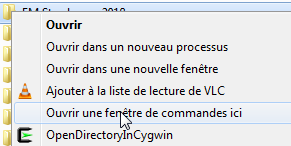 Ouvrir
Ouvrir dans un nouveau processus
Ouvrir dans une nouvelle fenêtre
Ajouter à la liste de lecture de VLC
Ouvrir une fenêtre de commandes ici
OpenDirectoryInCygwin